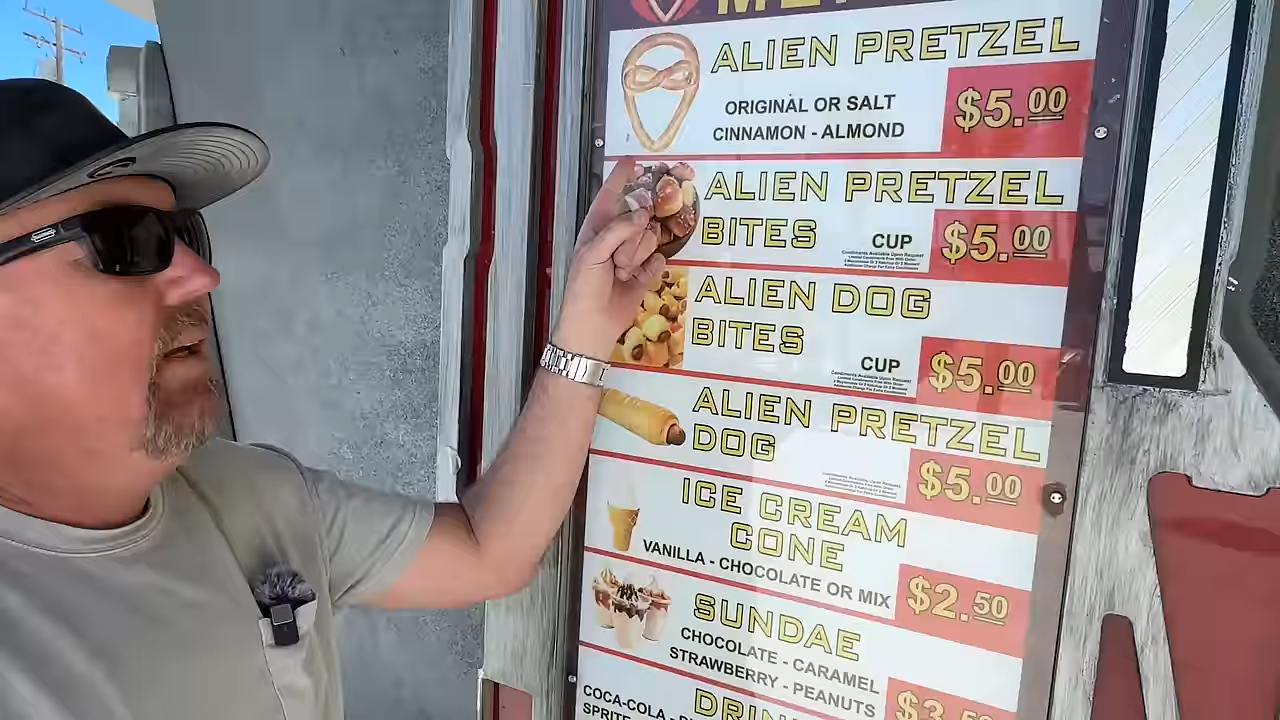 ALIEN PRETZEL
ORIGINAL OR SALT
CINNAMON - ALMOND
$5.00
ALIEN PRETZEL
BITES
CUP
$5.00
ALIEN DOG
BITES
CUP
$5.00
ALIEN PRETZEL
DOG
$5.00
ICE CREAM
CONE
VANILLA - CHOCOLATE OR MIX
$2.50
SUNDAE
CHOCOLATE - CARAMEL
STRAWBERRY - PEANUTS
COCA-COLA
SPRITE